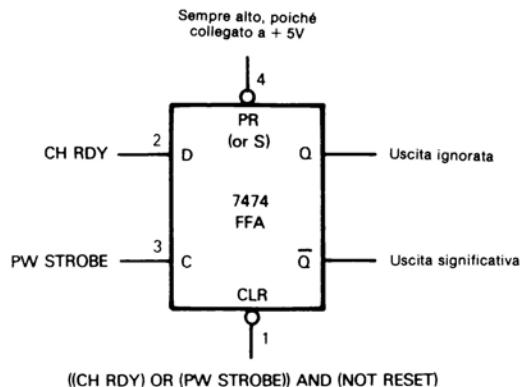 Sempre alto, poiché
collegato a + 5V
4
PR
(or S)
CH RDY 2 D Q Uscita ignorata
7474
FFA
PW STROBE 3 C Q̅ Uscita significativa
CLR
1
((CH RDY) OR (PW STROBE)) AND (NOT RESET)